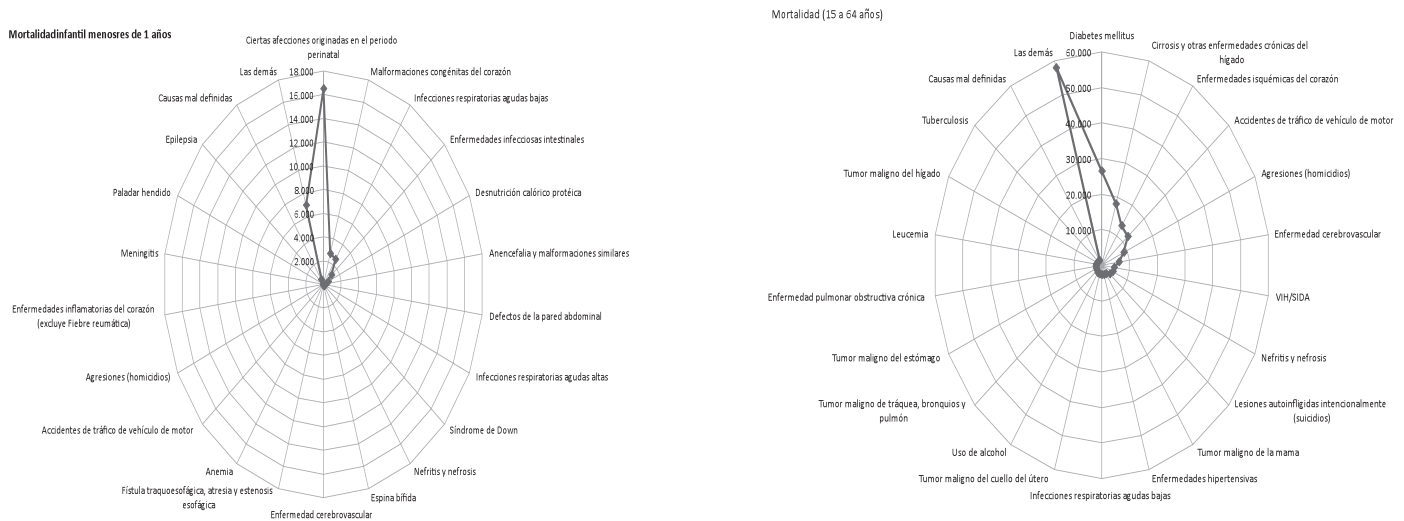 Mortalidadinfantil menosres de 1 años
Ciertas afecciones originadas en el periodo
perinatal
Malformaciones congénitas del corazón
Infecciones respiratorias agudas bajas
Enfermedades infecciosas intestinales
Desnutrición calórico protéica
Anencefalia y malformaciones similares
Defectos de la pared abdominal
Infecciones respiratorias agudas altas
Síndrome de Down
Nefritis y nefrosis
Espina bífida
Enfermedad cerebrovascular
Fístula traquoesofágica, atresia y estenosis
esofágica
Anemia
Accidentes de tráfico de vehículo de motor
Agresiones (homicidios)
Enfermedades inflamatorias del corazón
(excluye Fiebre reumática)
Meningitis
Paladar hendido
Epilepsia
Causas mal definidas
Las demás
18.000
16.000
14.000
12.000
10.000
8.000
6.000
4.000
2.000
Mortalidad (15 a 64 años)
Diabetes mellitus
Cirrosis y otras enfermedades crónicas del
hígado
Enfermedades isquémicas del corazón
Accidentes de tráfico de vehículo de motor
Agresiones (homicidios)
Enfermedad cerebrovascular
VIH/SIDA
Nefritis y nefrosis
Lesiones autoinfligidas intencionalmente
(suicidios)
Tumor maligno de la mama
Enfermedades hipertensivas
Infecciones respiratorias agudas bajas
Tumor maligno del cuello del útero
Uso de alcohol
Tumor maligno de tráquea, bronquios y
pulmón
Tumor maligno del estómago
Enfermedad pulmonar obstructiva crónica
Leucemia
Tumor maligno del hígado
Tuberculosis
Causas mal definidas
Las demás
60.000
50.000
40.000
30.000
20.000
10.000